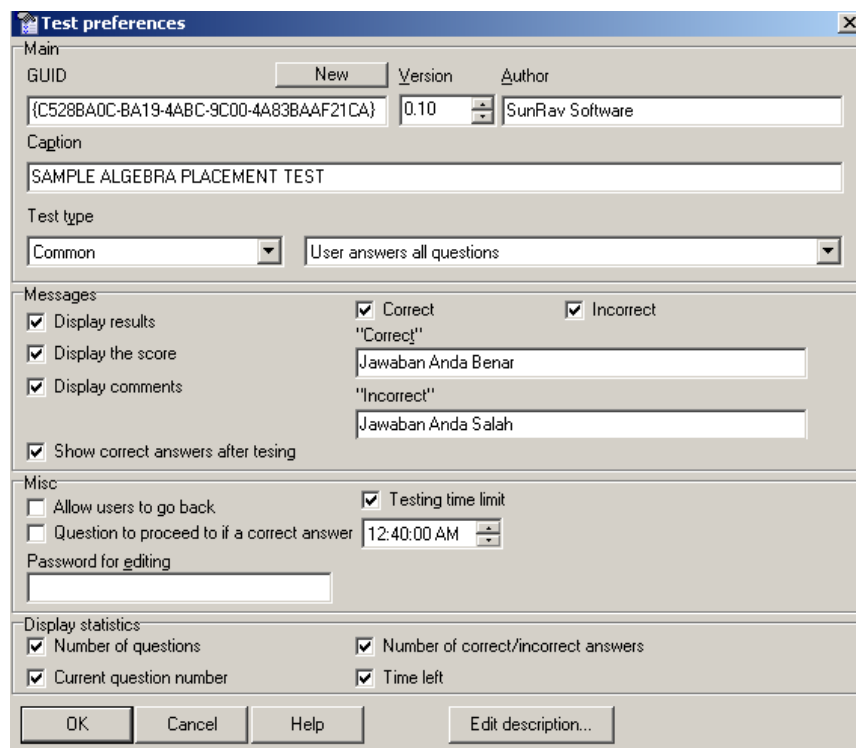 Test preferences
Main
GUID New Version Author
{C528BA0C-BA19-4ABC-9C00-4A83BAAF21CA} 0.10 SunRav Software
Caption
SAMPLE ALGEBRA PLACEMENT TEST
Test type
Common User answers all questions
Messages
Correct Incorrect
Display results
"Correct"
Display the score
Jawaban Anda Benar
Display comments
"Incorrect"
Jawaban Anda Salah
Show correct answers after tesing
Misc
Allow users to go back Testing time limit
Question to proceed to if a correct answer 12:40:00 AM
Password for editing
Display statistics
Number of questions Number of correct/incorrect answers
Current question number Time left
OK Cancel Help Edit description...